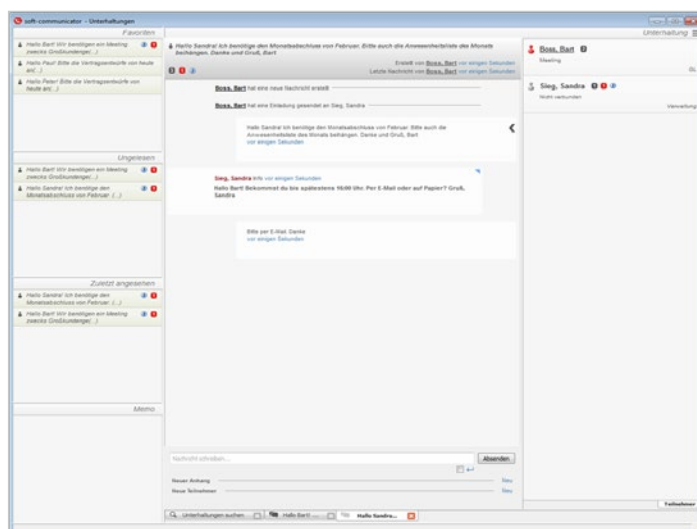 soft-communicator - Unterhaltungen
Favoriten
Hallo Bart! Wir benötigen ein Meeting
zwecks Großkundenge(...)
Hallo Paul! Bitte die Vertragsentwürfe von heute
an(...)
Hallo Peter! Bitte die Vertragsentwürfe von
heute an(...)
Ungelesen
Hallo Bart! Wir benötigen ein Meeting
zwecks Großkundenge(...)
Hallo Sandra! Ich benötige den
Monatsabschluss von Februar. (...)
Zuletzt angesehen
Hallo Sandra! Ich benötige den
Monatsabschluss von Februar. (...)
Hallo Bart! Wir benötigen ein Meeting
zwecks Großkundenge(...)
Memo
Hallo Sandra! Ich benötige den Monatsabschluss von Februar. Bitte auch die Anwesenheitsliste des Monats
beihängen. Danke und Gruß, Bart
Erstellt von Boss, Bart vor einigen Sekunden
Letzte Nachricht von Boss, Bart vor einigen Sekunden
Boss, Bart hat eine neue Nachricht erstellt
Boss, Bart hat eine Einladung gesendet an Sieg, Sandra
Hallo Sandra! Ich benötige den Monatsabschluss von Februar. Bitte auch die
Anwesenheitsliste des Monats beihängen. Danke und Gruß, Bart
vor einigen Sekunden
Sieg, Sandra vor einigen Sekunden
Hallo Bart! Bekommst du bis spätestens 16:00 Uhr. Per E-Mail oder auf Papier? Gruß,
Sandra
Bitte per E-Mail. Danke
vor einigen Sekunden
Nachricht schreiben...
Absenden
Neuer Anhang
Neu
Neue Teilnehmer
Neu
Unterhaltungen suchen
Hallo Bart! ...
Hallo Sandra...
Unterhaltung
Boss, Bart
Meeting
GL
Sieg, Sandra
Nicht verbunden
Verwaltung
Teilnehmer